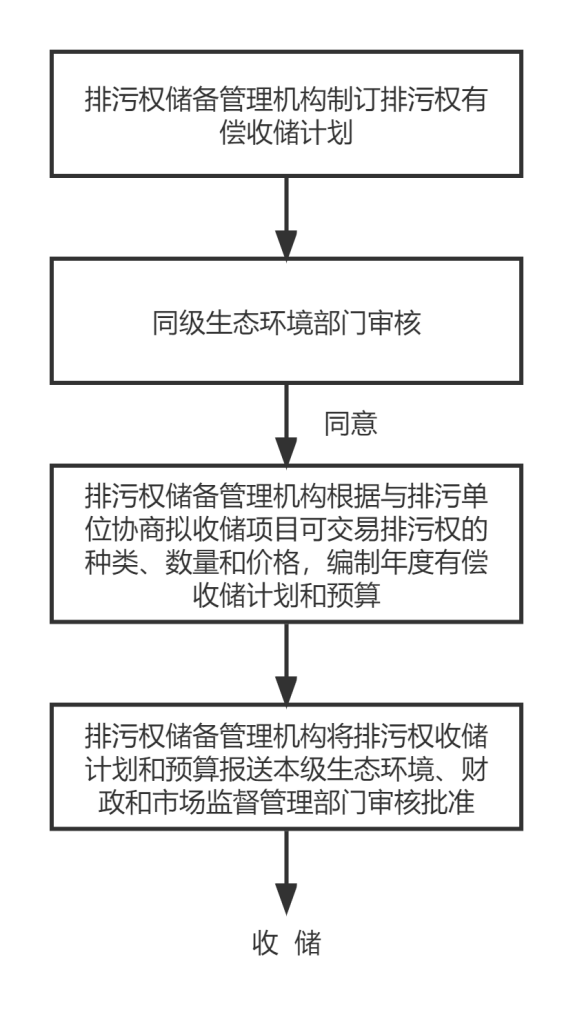 排污权储备管理机构制订排污权有
偿收储计划
同级生态环境部门审核
同意
排污权储备管理机构根据与排污单
位协商拟收储项目可交易排污权的
种类、数量和价格，编制年度有偿
收储计划和预算
排污权储备管理机构将排污权收储
计划和预算报送本级生态环境、财
政和市场监督管理部门审核批准
收 储